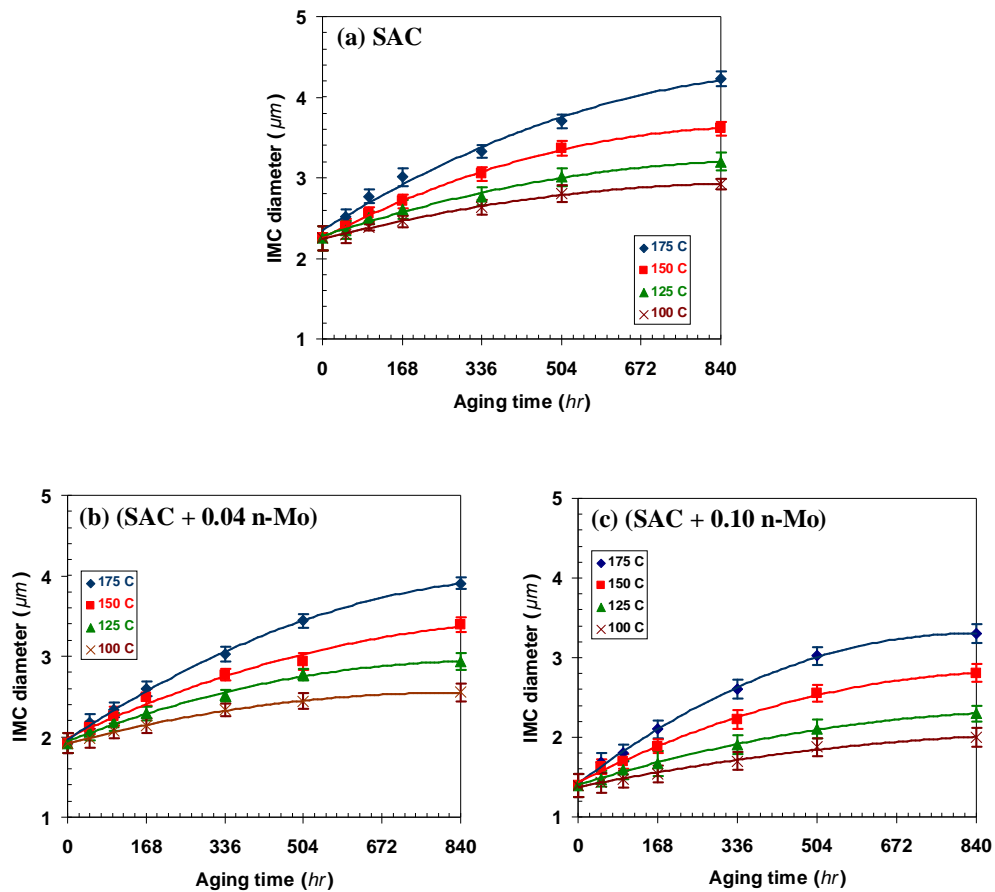 (a) SAC
5
4
3
2
1
IMC diameter ( µm)
175 C
150 C
125 C
100 C
0 168 336 504 672 840
Aging time (hr)
(b) (SAC + 0.04 n-Mo)
5
4
3
2
1
IMC diameter ( µm)
175 C
150 C
125 C
100 C
0 168 336 504 672 840
Aging time (hr)
(c) (SAC + 0.10 n-Mo)
5
4
3
2
1
IMC diameter ( µm)
175 C
150 C
125 C
100 C
0 168 336 504 672 840
Aging time (hr)